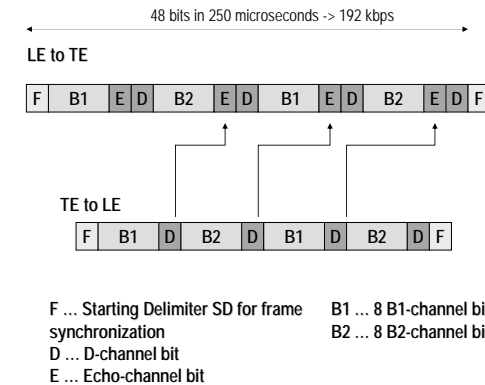 48 bits in 250 microseconds -> 192 kbps
LE to TE
F B1 E D B2 E D B1 E D B2 E D F
TE to LE
F B1 D B2 D B1 D B2 D F
F ... Starting Delimiter SD for frame
synchronization
D ... D-channel bit
E ... Echo-channel bit
B1 ... 8 B1-channel bi
B2 ... 8 B2-channel bi